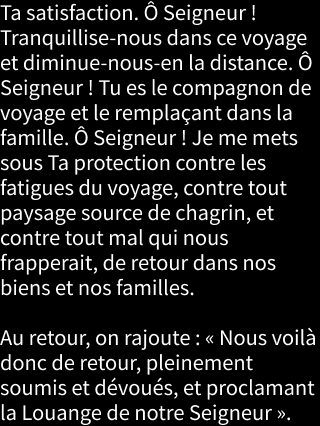 Ta satisfaction. Ô Seigneur !
Tranquillise-nous dans ce voyage
et diminue-nous-en la distance. Ô
Seigneur ! Tu es le compagnon de
voyage et le remplaçant dans la
famille. Ô Seigneur ! Je me mets
sous Ta protection contre les
fatigues du voyage, contre tout
paysage source de chagrin, et
contre tout mal qui nous
frapperait, de retour dans nos
biens et nos familles.

Au retour, on rajoute : « Nous voilà
donc de retour, pleinement
soumis et dévoués, et proclamant
la Louange de notre Seigneur ».